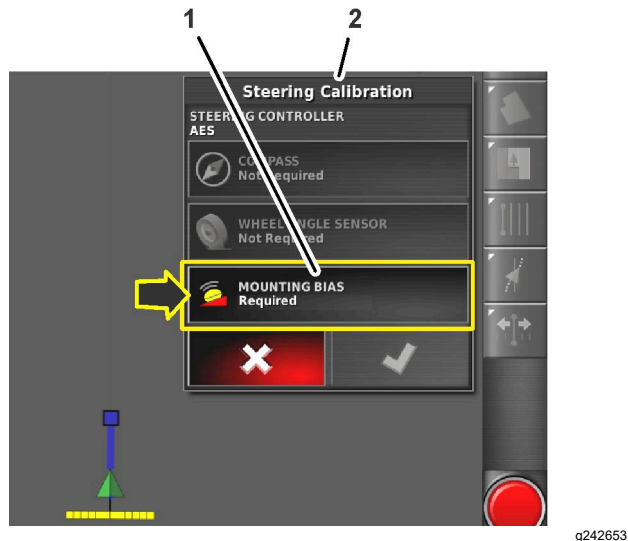 1
2
Steering Calibration
STEERING CONTROLLER
AES
COMPASS
Not Required
WHEEL ANGLE SENSOR
Not Required
MOUNTING BIAS
Required
g242653